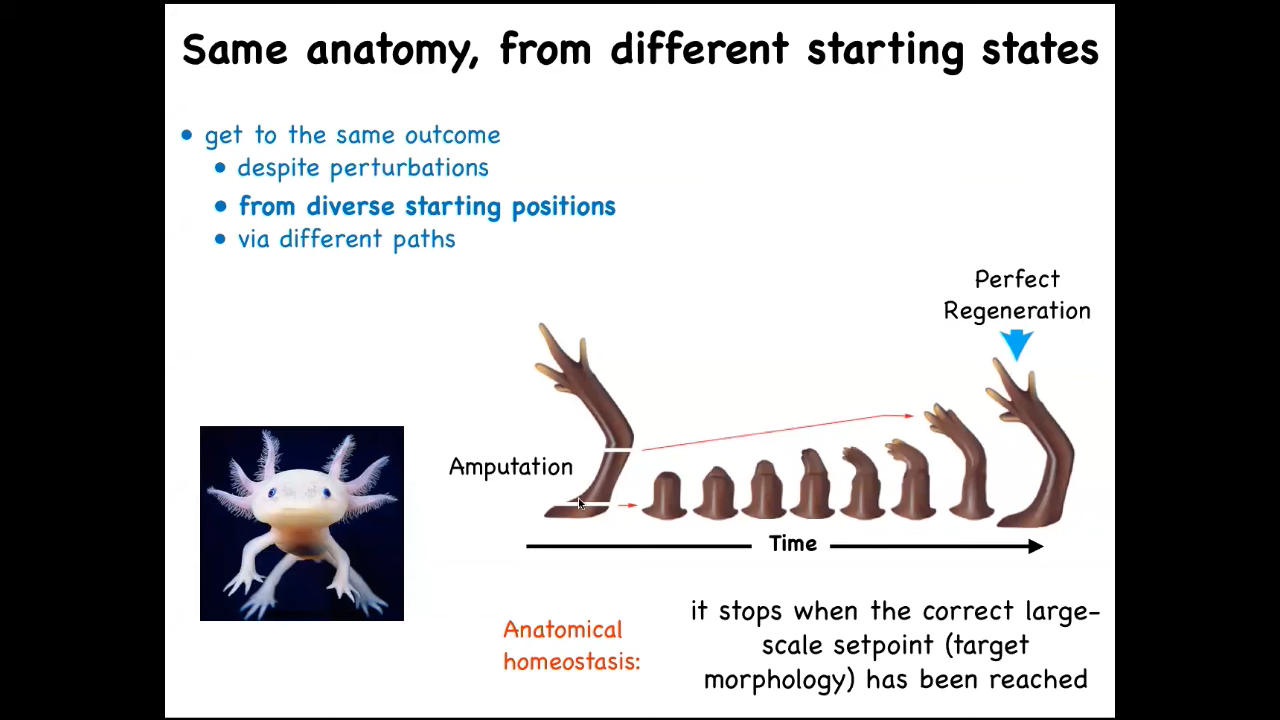 Same anatomy, from different starting states
• get to the same outcome
• despite perturbations
• from diverse starting positions
• via different paths
Perfect
Regeneration
Amputation
Time
Anatomical
homeostasis:
it stops when the correct large-
scale setpoint (target
morphology) has been reached